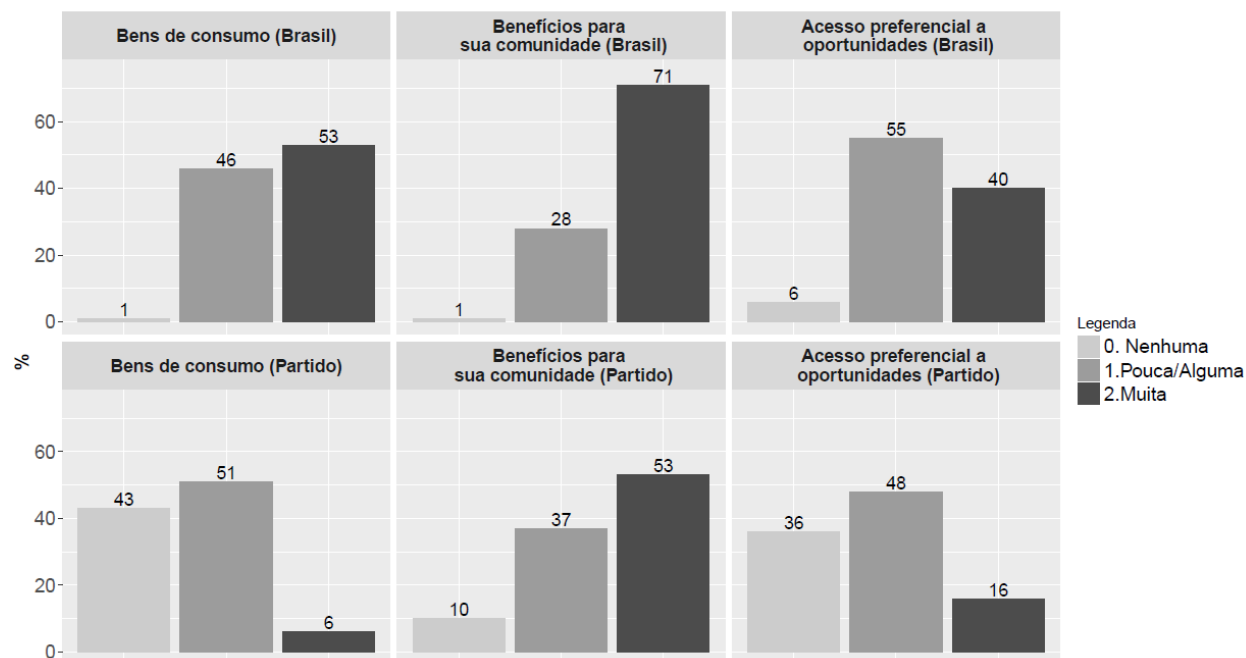 Bens de consumo (Brasil)
Benefícios para
sua comunidade (Brasil)
Acesso preferencial a
oportunidades (Brasil)
60
40
20
0
1
46
53
1
28
71
6
55
40
%
Bens de consumo (Partido)
Benefícios para
sua comunidade (Partido)
Acesso preferencial a
oportunidades (Partido)
60
40
20
0
43
51
6
10
37
53
36
48
16
Legenda
0. Nenhuma
1.Pouca/Alguma
2.Muita